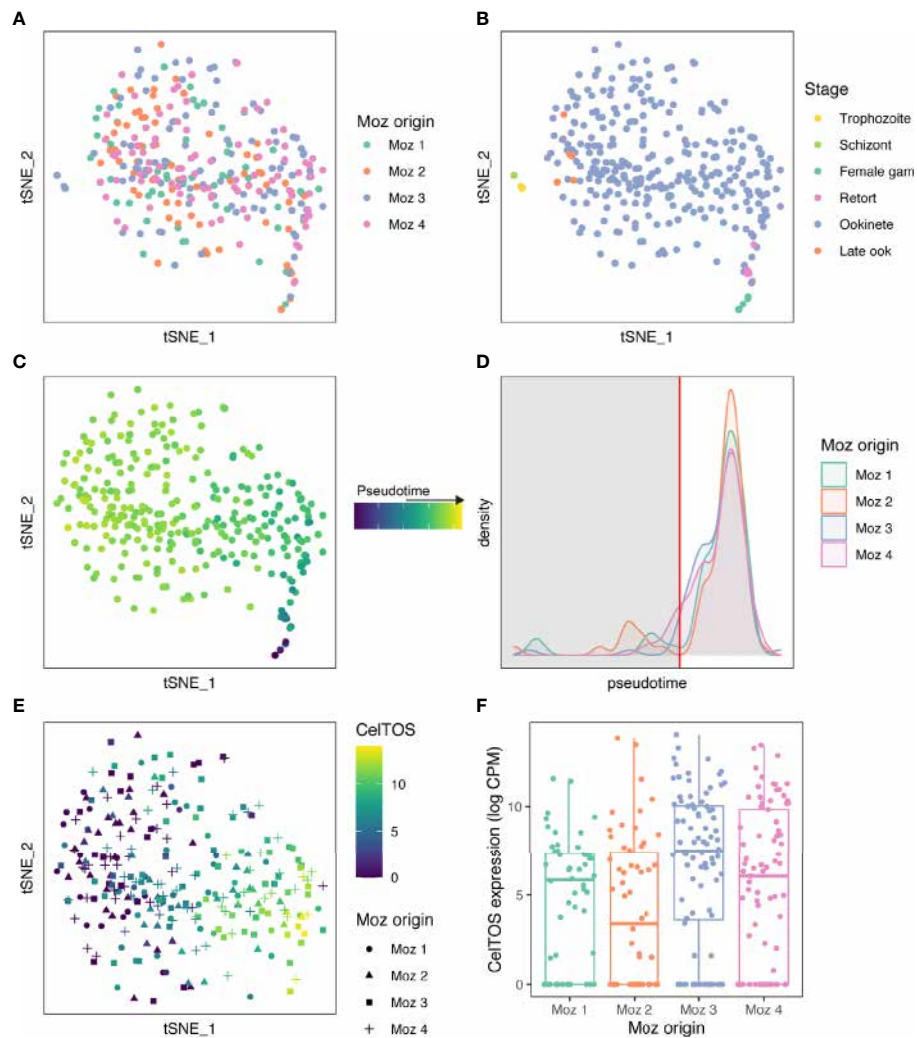 A
tSNE_2
tSNE_1
Moz origin
Moz 1
Moz 2
Moz 3
Moz 4
B
tSNE_2
tSNE_1
Stage
Trophozoite
Schizont
Female gam
Retort
Ookinete
Late ook
C
tSNE_2
tSNE_1
Pseudotime
D
density
pseudotime
Moz origin
Moz 1
Moz 2
Moz 3
Moz 4
E
tSNE_2
tSNE_1
CelTOS
10
5
0
Moz origin
Moz 1
Moz 2
Moz 3
Moz 4
F
CelTOS expression (log CPM)
10
5
0
Moz 1
Moz 2
Moz 3
Moz 4
Moz origin